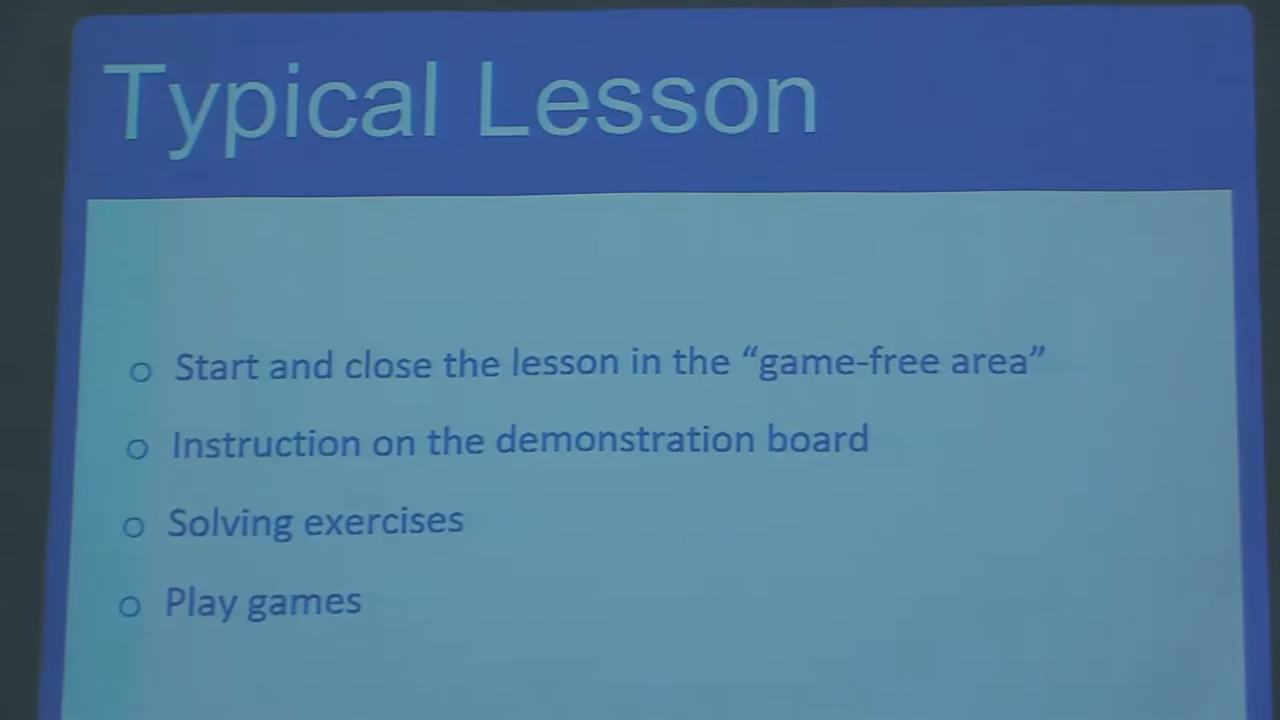 Typical Lesson
Start and close the lesson in the “game-free area”
Instruction on the demonstration board
Solving exercises
Play games